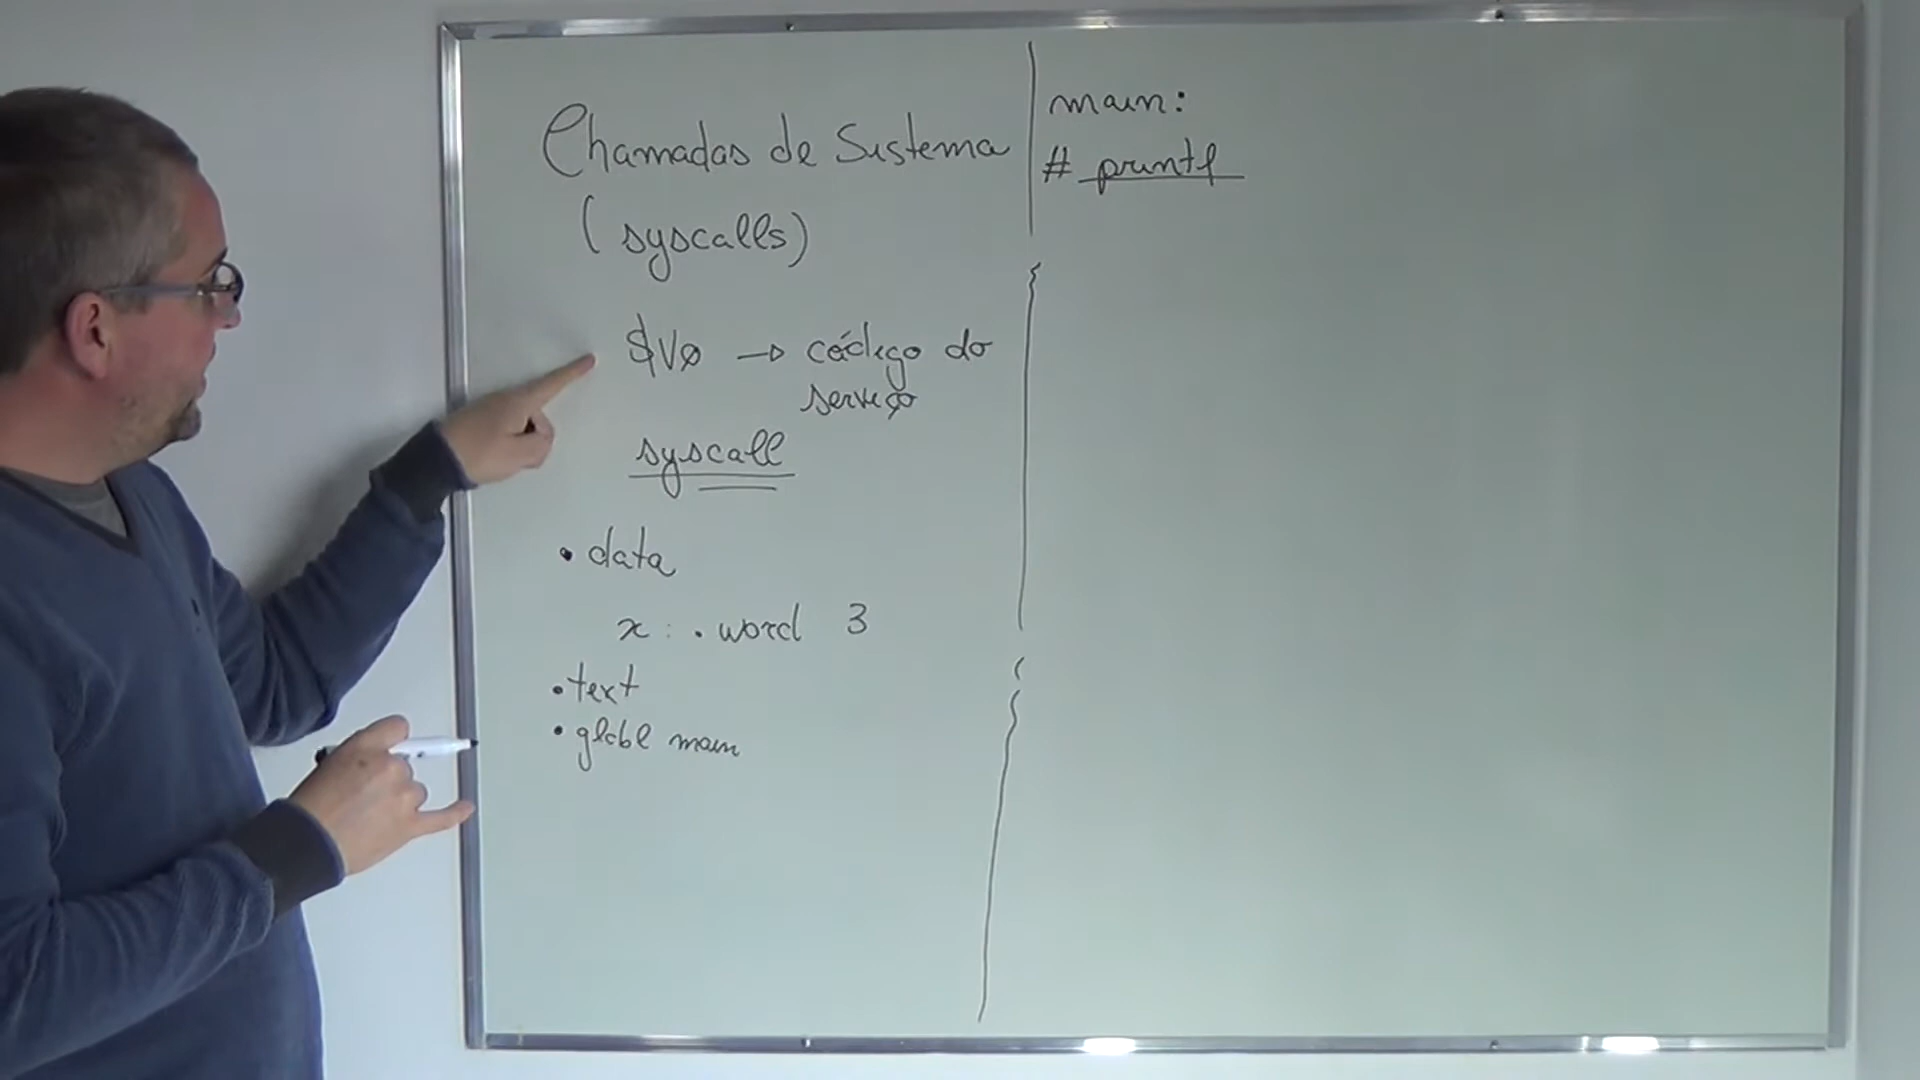 Chamadas de Sistema
(syscalls)
$v0 → código do
serviço
syscall
.data
x: .word 3
.text
.globl main
main:
# printf